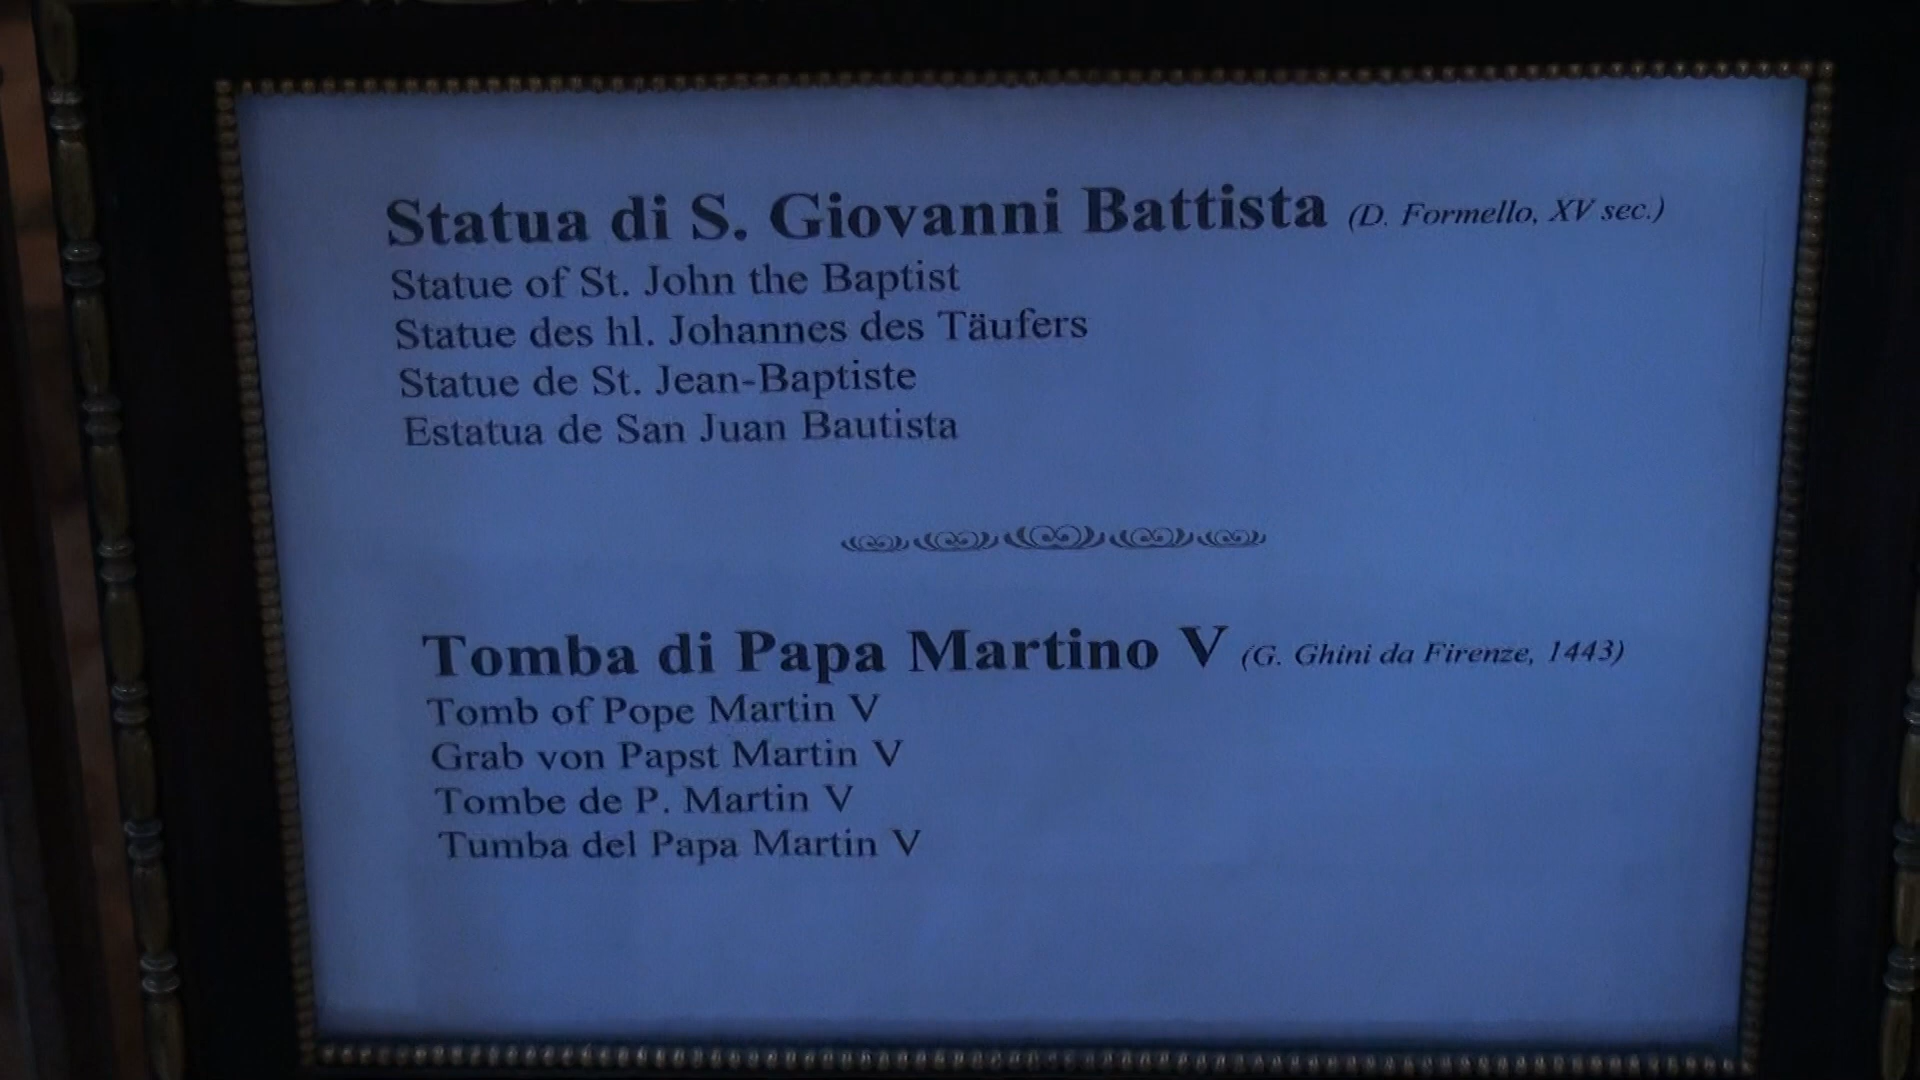 Statua di S. Giovanni Battista (D. Formello, XV sec.)
Statue of St. John the Baptist
Statue des hl. Johannes des Täufers
Statue de St. Jean-Baptiste
Estatua de San Juan Bautista
Tomba di Papa Martino V (G. Ghini da Firenze, 1443)
Tomb of Pope Martin V
Grab von Papst Martin V
Tombe de P. Martin V
Tumba del Papa Martin V